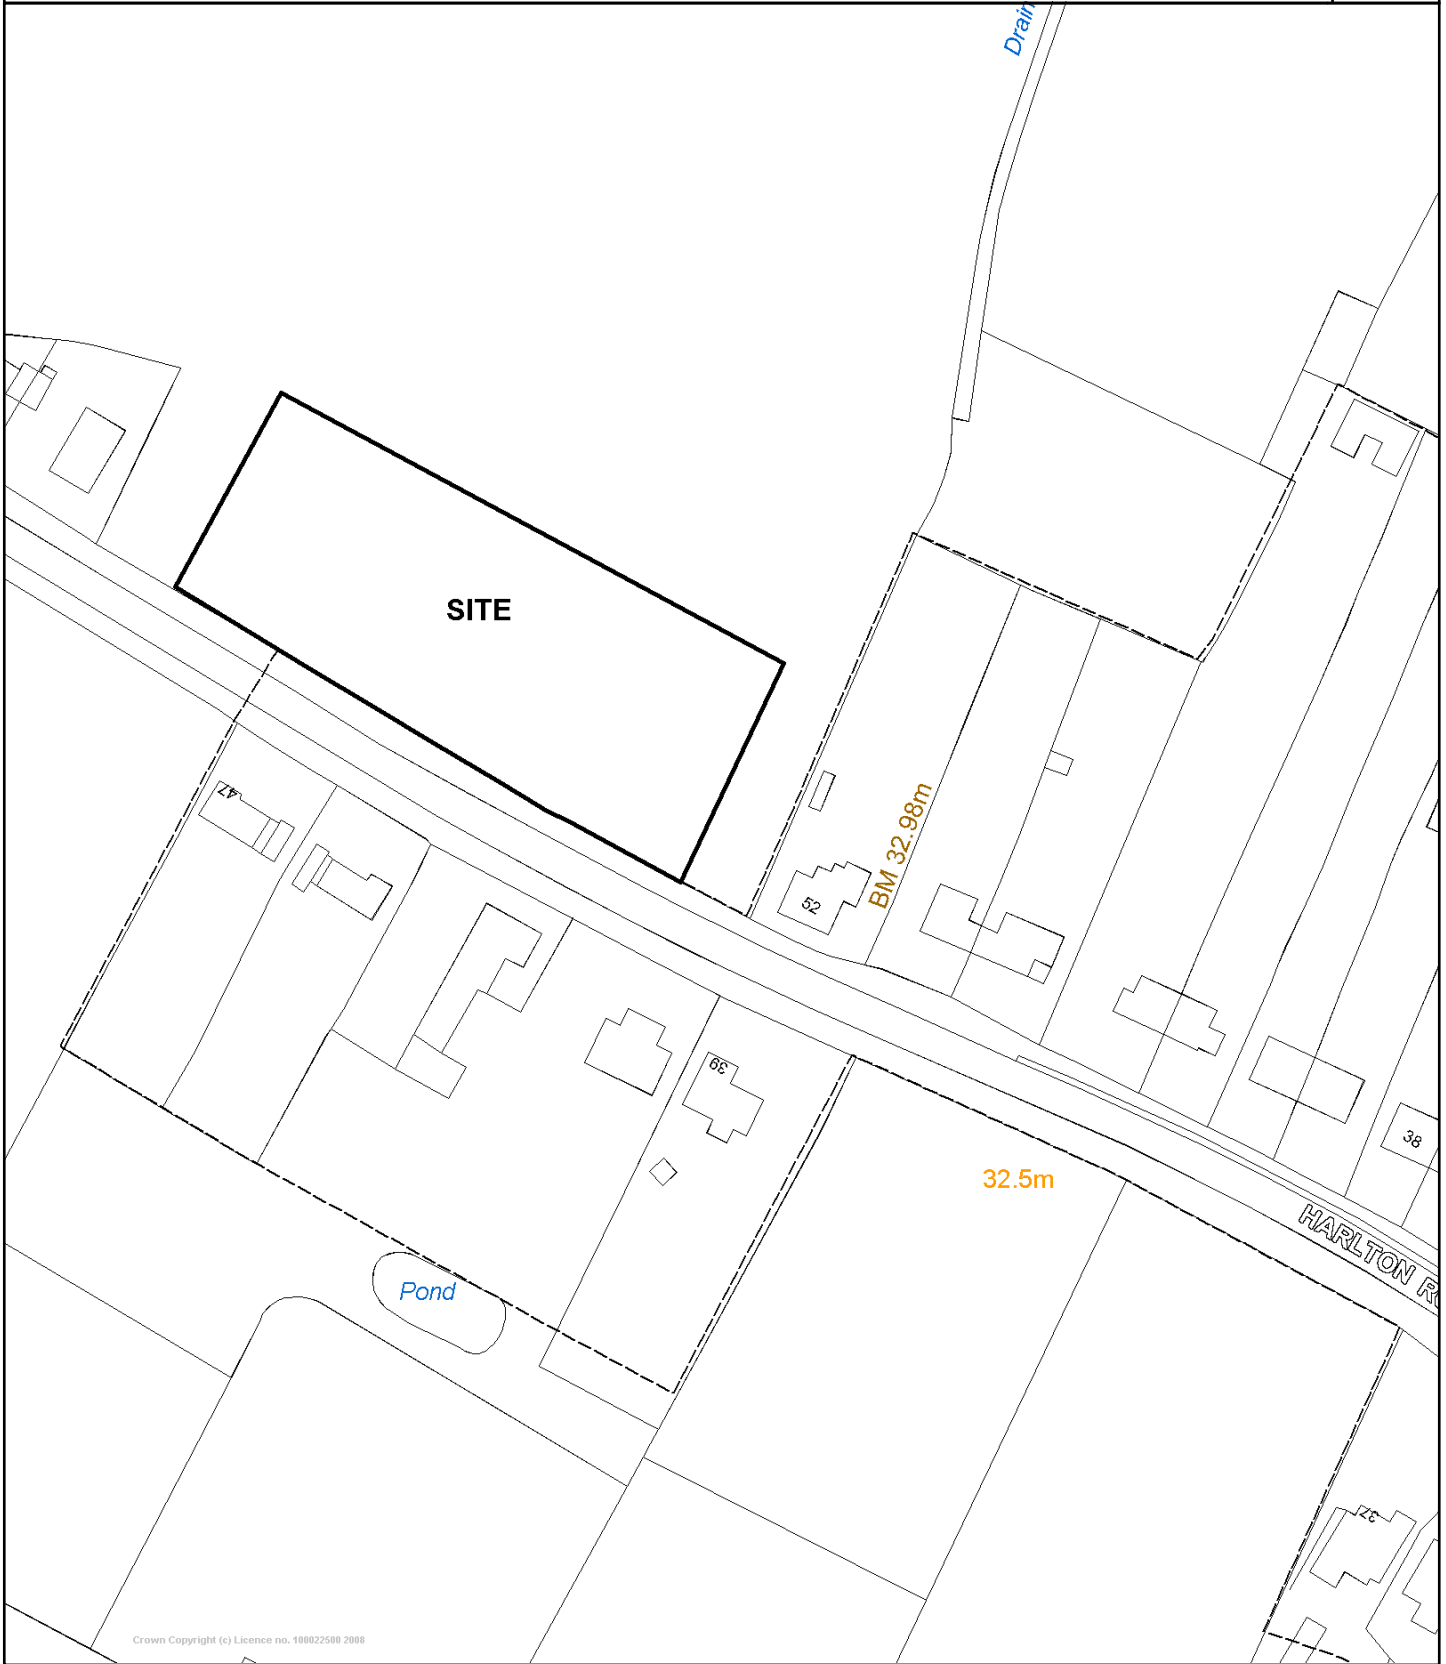 Drain
SITE
47
BM 32.98m
52
39
38
32.5m
HARLTON
Pond
37
Crown Copyright (c) Licence no. 100022500 2008